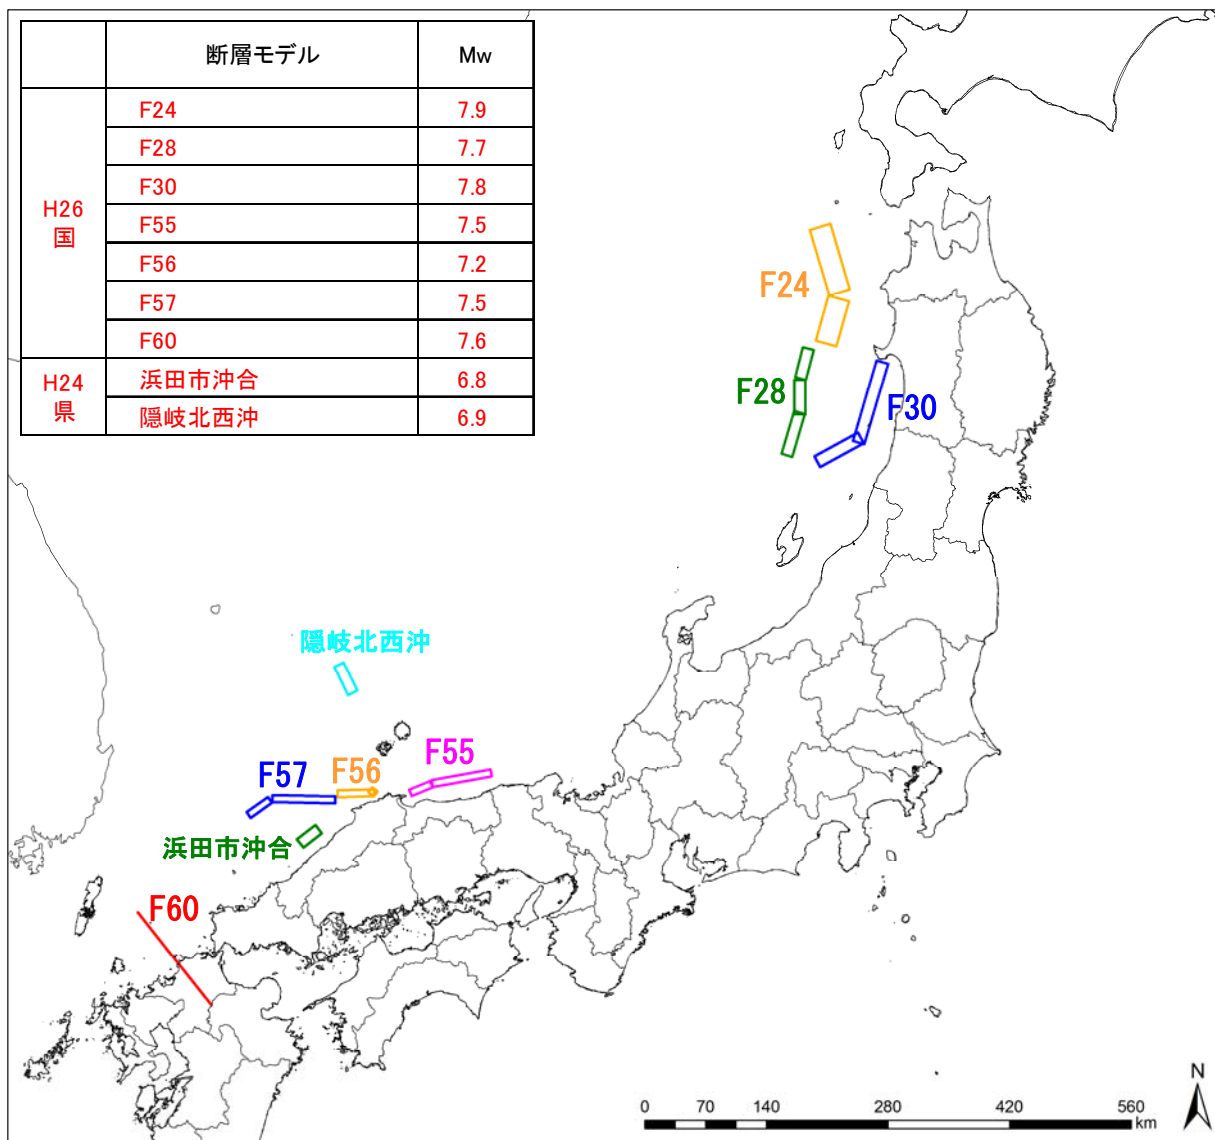 断層モデル Mw
H26
国
F24 7.9
F28 7.7
F30 7.8
F55 7.5
F56 7.2
F57 7.5
F60 7.6
H24
県
浜田市沖合 6.8
隠岐北西沖 6.9
F24
F28
F30
隠岐北西沖
F55
F57
F56
浜田市沖合
F60
N
0 70 140 280 420 560
km